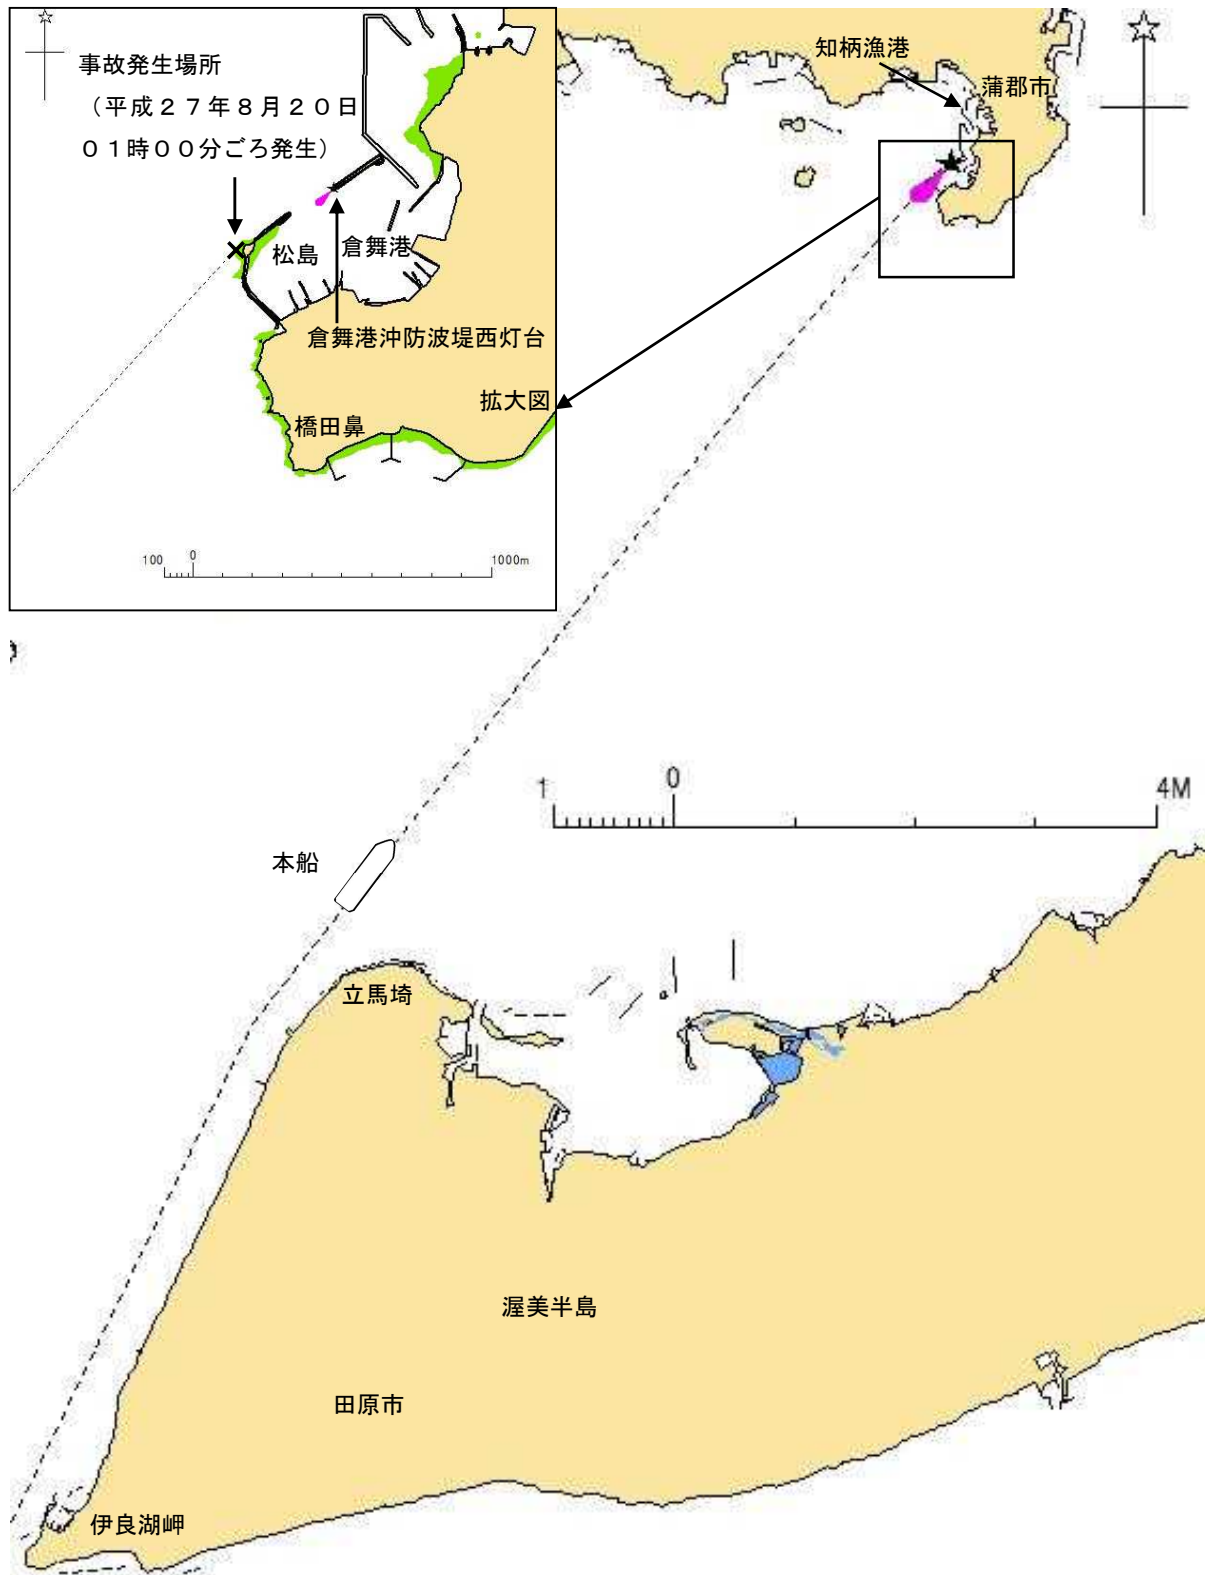 事故発生場所
（平成２７年８月２０日
０１時００分ごろ発生）
松島
倉舞港
倉舞港沖防波堤西灯台
橋田鼻
拡大図
100 0 1000m
知柄漁港
蒲郡市
1 0 4M
本船
立馬埼
渥美半島
田原市
伊良湖岬